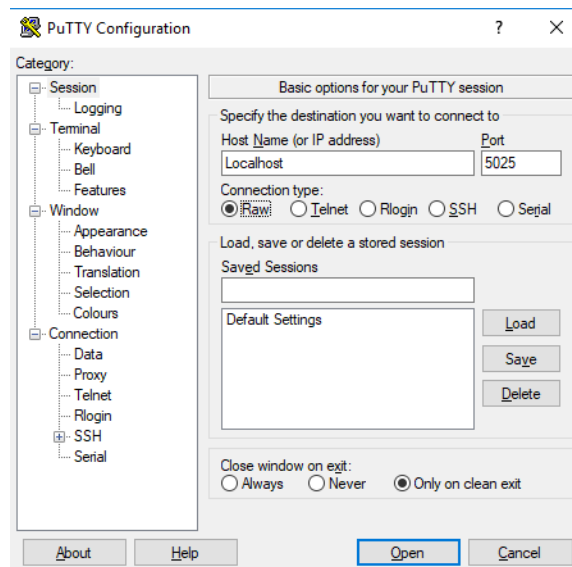 PuTTY Configuration
?
Category:
Session
Logging
Terminal
Keyboard
Bell
Features
Window
Appearance
Behaviour
Translation
Selection
Colours
Connection
Data
Proxy
Telnet
Rlogin
SSH
Serial
Basic options for your PuTTY session
Specify the destination you want to connect to
Host Name (or IP address) Port
Localhost 5025
Connection type:
Raw Telnet Rlogin SSH Serial
Load, save or delete a stored session
Saved Sessions
Default Settings
Load
Save
Delete
Close window on exit:
Always Never Only on clean exit
About Help Open Cancel